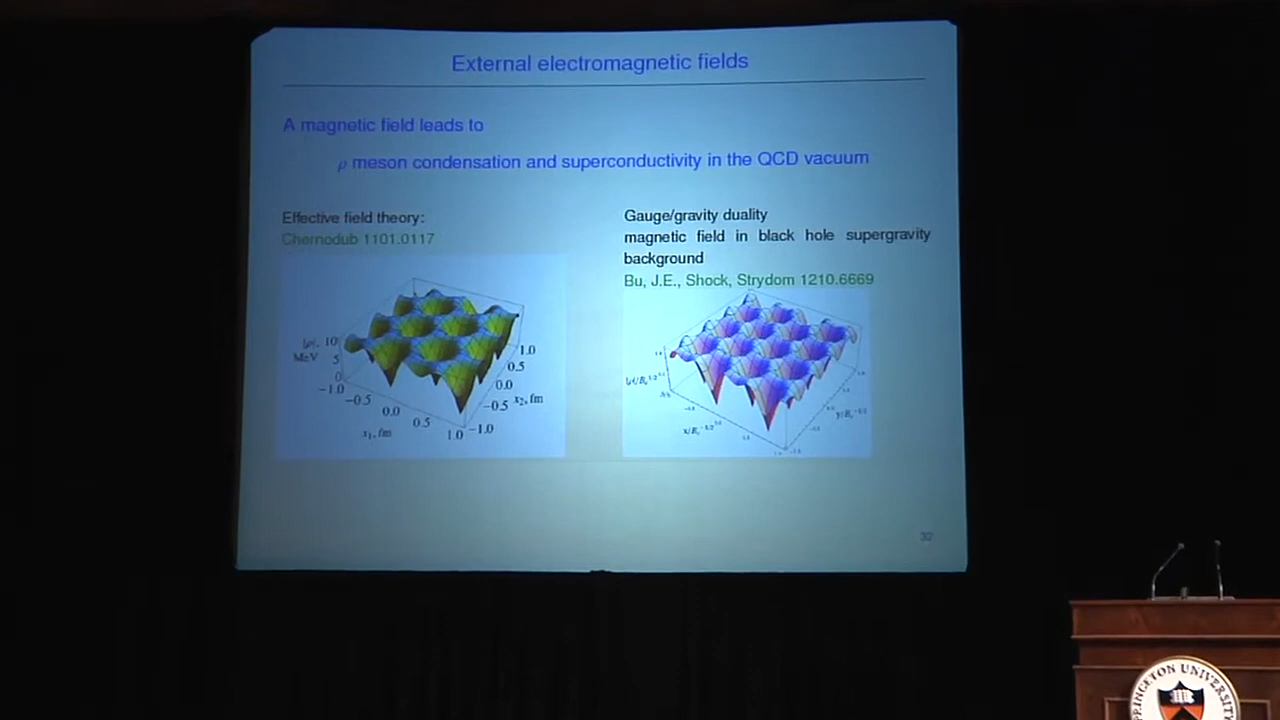 External electromagnetic fields
A magnetic field leads to
ρ meson condensation and superconductivity in the QCD vacuum
Effective field theory:
Chernodub 1101.0117
Gauge/gravity duality
magnetic field in black hole supergravity
background
Bu, J.E., Shock, Strydom 1210.6669
|ρ|, 10
MeV 5
0
−1.0
−0.5
0.0
0.5
1.0
x₁, fm
1.0
0.5
0.0
−0.5
−1.0
x₂, fm
32
PRINCETON UNIVERSITY